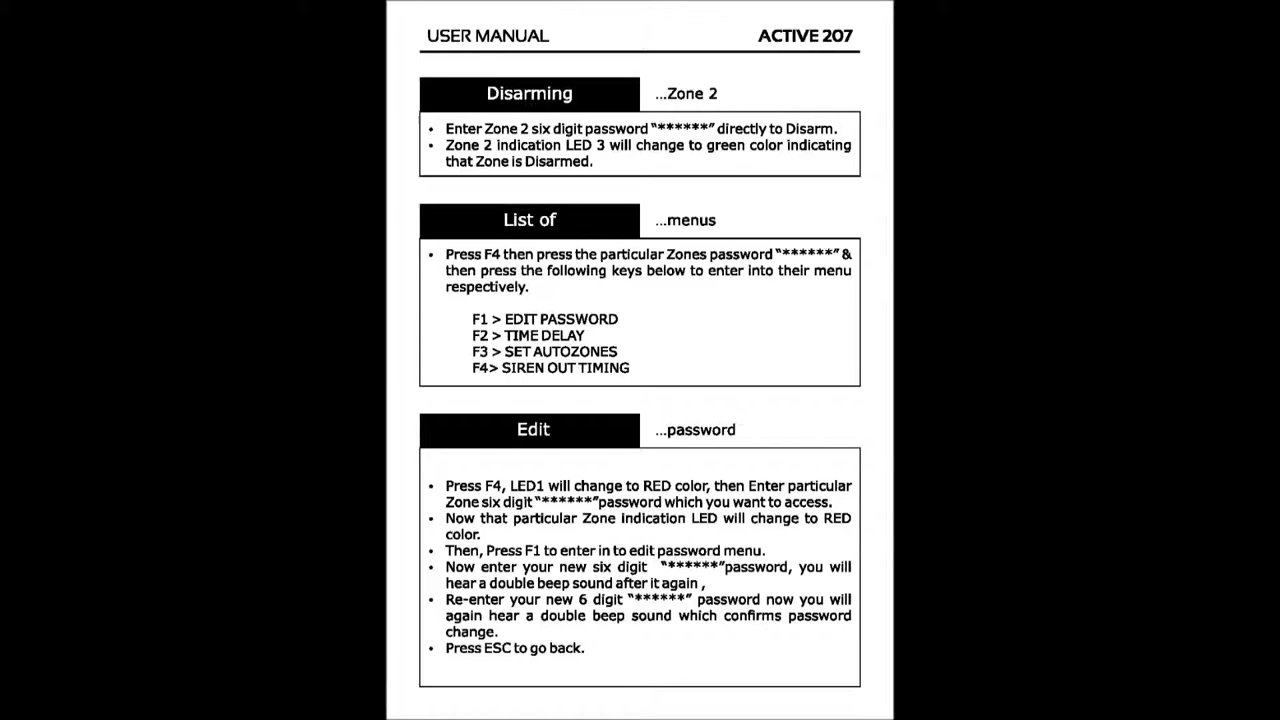 USER MANUAL ACTIVE 207
Disarming ...Zone 2
• Enter Zone 2 six digit password “******” directly to Disarm.
• Zone 2 indication LED 3 will change to green color indicating
that Zone is Disarmed.
List of ...menus
• Press F4 then press the particular Zones password “******” &
then press the following keys below to enter into their menu
respectively.
F1 > EDIT PASSWORD
F2 > TIME DELAY
F3 > SET AUTOZONES
F4> SIREN OUT TIMING
Edit ...password
• Press F4, LED1 will change to RED color, then Enter particular
Zone six digit “******”password which you want to access.
• Now that particular Zone indication LED will change to RED
color.
• Then, Press F1 to enter in to edit password menu.
• Now enter your new six digit “******”password, you will
hear a double beep sound after it again ,
• Re-enter your new 6 digit “******” password now you will
again hear a double beep sound which confirms password
change.
• Press ESC to go back.